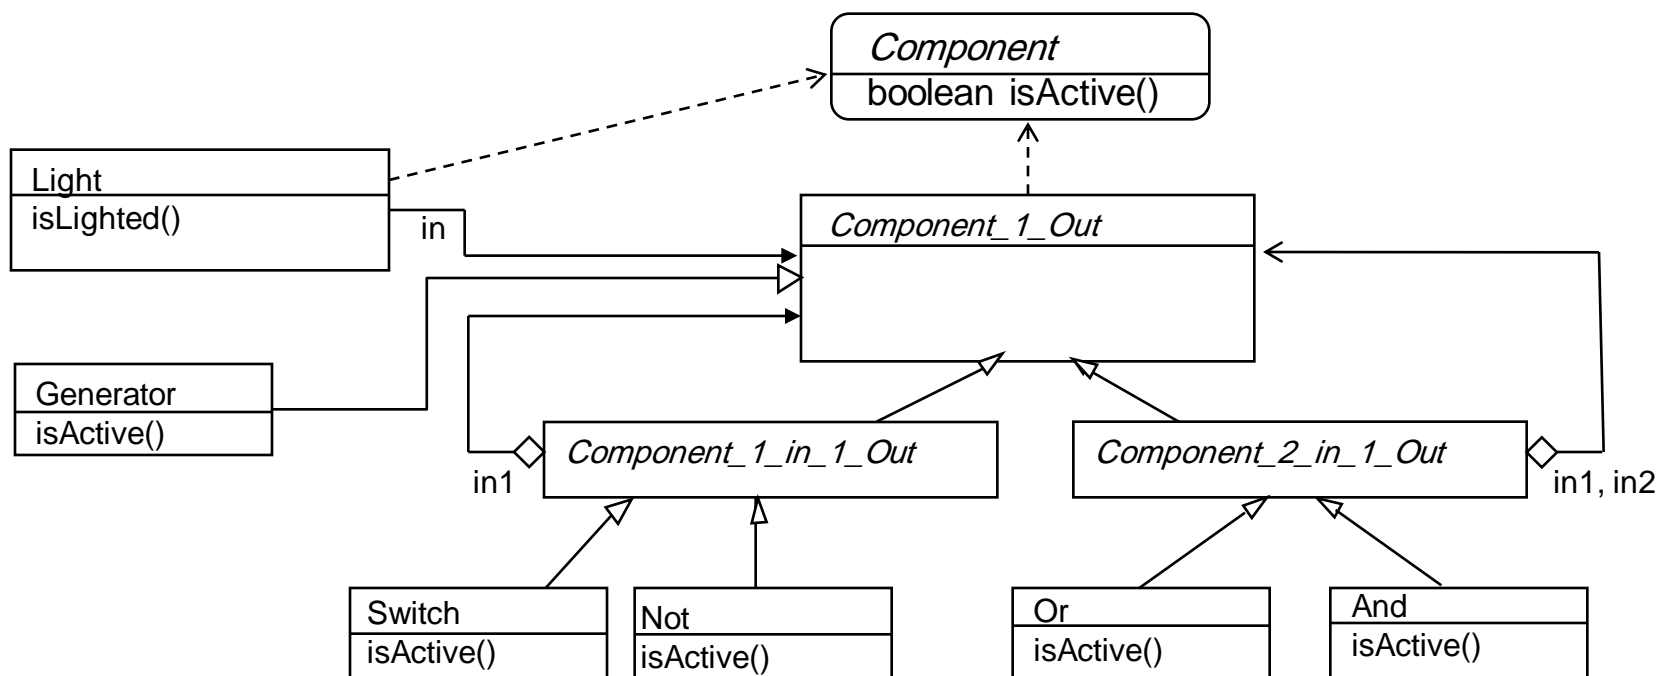 Component
boolean isActive()
Light
isLighted()
in
Component_1_Out
Generator
isActive()
Component_1_in_1_Out
in1
Component_2_in_1_Out
in1, in2
Switch
isActive()
Not
isActive()
Or
isActive()
And
isActive()